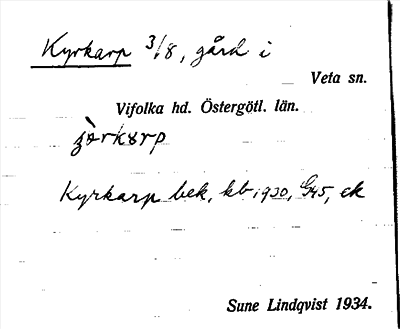 Kyrkarp 3/8, gård i
Veta sn.
Vifolka hd. Östergötl. län.
Kyrkarp bek, kb 1930, G45, ek
Sune Lindqvist 1934.